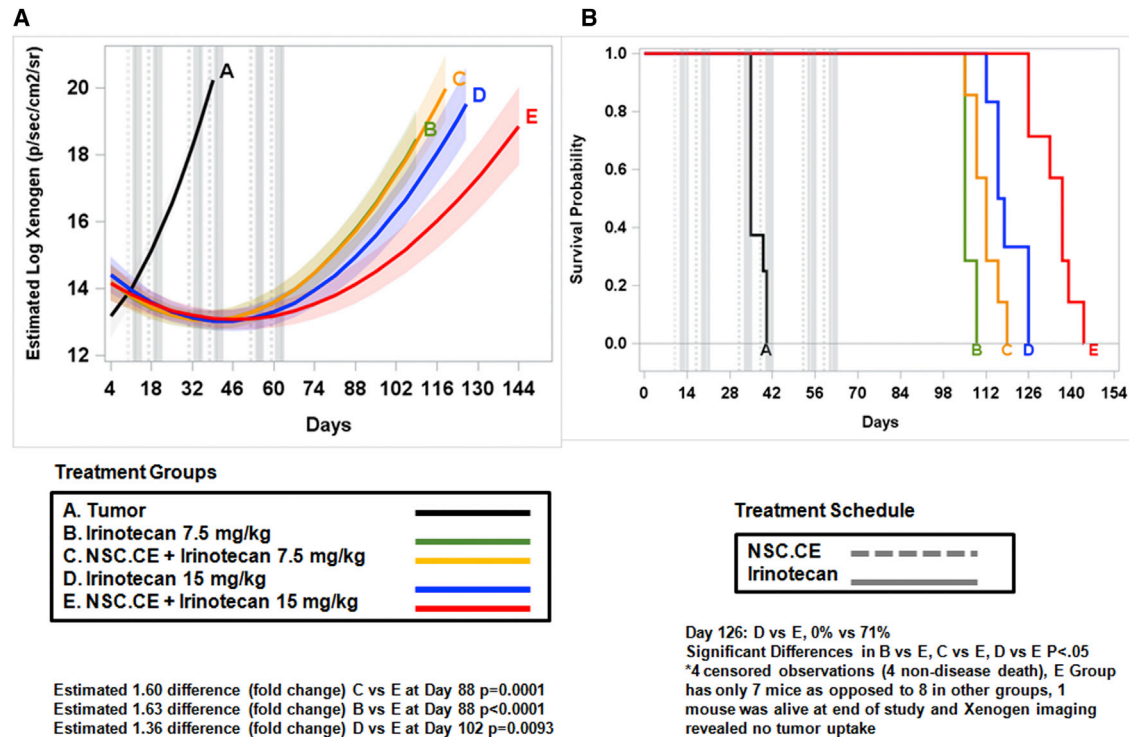 A
Estimated Log Xenogen (p/sec/cm2/sr)
20
18
16
14
12
A
B
C
D
E
4 18 32 46 60 74 88 102 116 130 144
Days
B
Survival Probability
1.0
0.8
0.6
0.4
0.2
0.0
A
B
C
D
E
0 14 28 42 56 70 84 98 112 126 140 154
Days
Treatment Groups
A. Tumor
B. Irinotecan 7.5 mg/kg
C. NSC.CE + Irinotecan 7.5 mg/kg
D. Irinotecan 15 mg/kg
E. NSC.CE + Irinotecan 15 mg/kg
Estimated 1.60 difference (fold change) C vs E at Day 88 p=0.0001
Estimated 1.63 difference (fold change) B vs E at Day 88 p<0.0001
Estimated 1.36 difference (fold change) D vs E at Day 102 p=0.0093
Treatment Schedule
NSC.CE
Irinotecan
Day 126: D vs E, 0% vs 71%
Significant Differences in B vs E, C vs E, D vs E P<.05
*4 censored observations (4 non-disease death), E Group
has only 7 mice as opposed to 8 in other groups, 1
mouse was alive at end of study and Xenogen imaging
revealed no tumor uptake